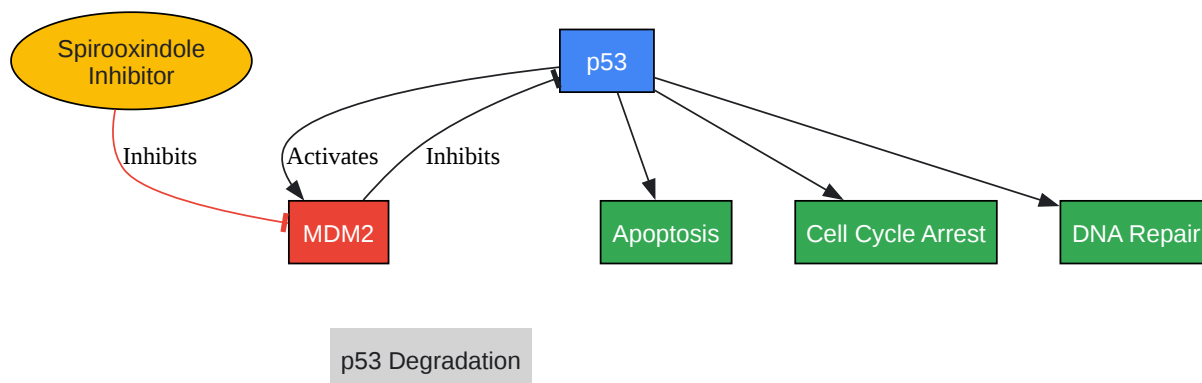 Spirooxindole
Inhibitor
p53
Inhibits
Activates
Inhibits
MDM2
Apoptosis
Cell Cycle Arrest
DNA Repair
p53 Degradation